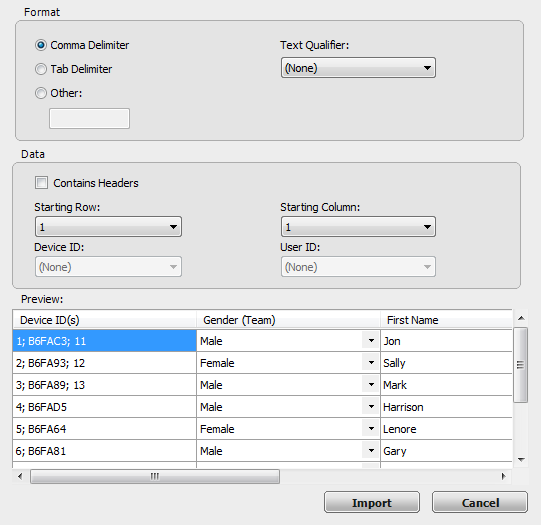 Format
Comma Delimiter
Text Qualifier:
Tab Delimiter
(None)
Other:
Data
Contains Headers
Starting Row:
Starting Column:
1
1
Device ID:
User ID:
(None)
(None)
Preview:
Device ID(s) Gender (Team) First Name
1; B6FAC3; 11 Male Jon
2; B6FA93; 12 Female Sally
3; B6FA89; 13 Male Mark
4; B6FAD5 Male Harrison
5; B6FA64 Female Lenore
6; B6FA81 Male Gary
Import Cancel